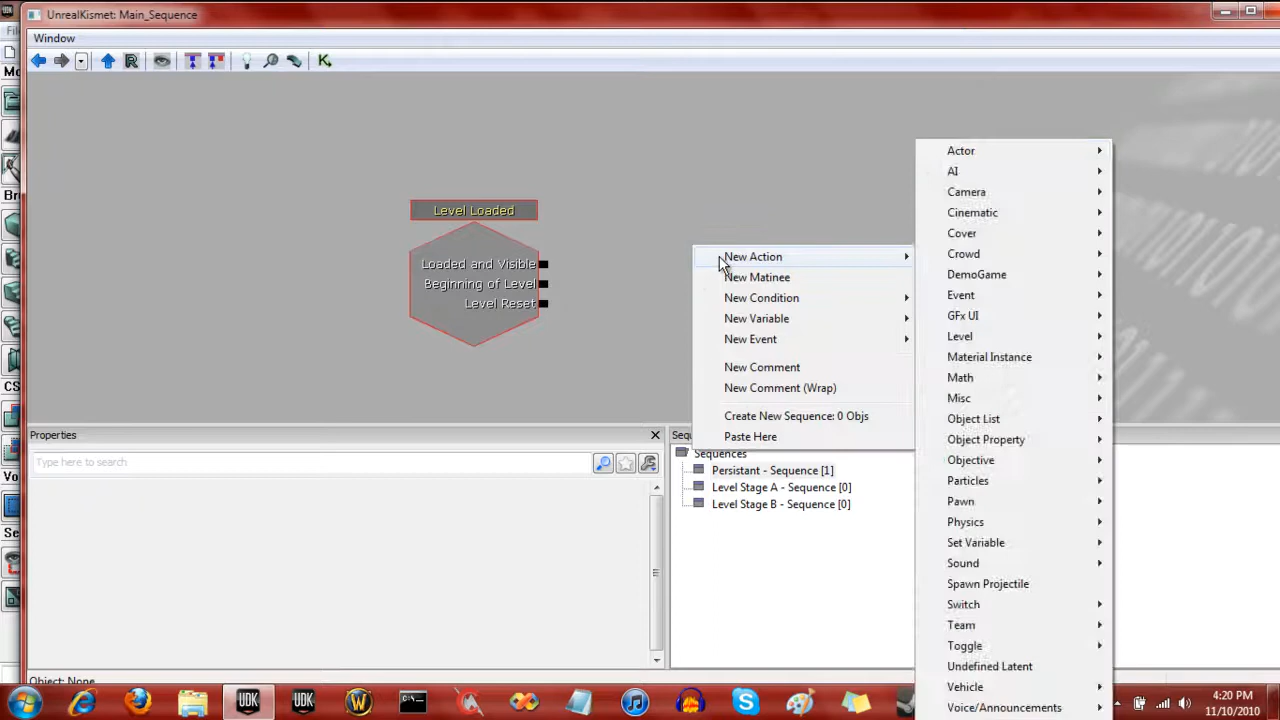 UnrealKismet: Main_Sequence
Window
Level Loaded
Loaded and Visible
Beginning of Level
Level Reset
New Action
New Matinee
New Condition
New Variable
New Event
New Comment
New Comment (Wrap)
Create New Sequence: 0 Objs
Paste Here
Actor
AI
Camera
Cinematic
Cover
Crowd
DemoGame
Event
GFx UI
Level
Material Instance
Math
Misc
Object List
Object Property
Objective
Particles
Pawn
Physics
Set Variable
Sound
Spawn Projectile
Switch
Team
Toggle
Undefined Latent
Vehicle
Voice/Announcements
Properties
Type here to search
Sequences
Persistant - Sequence [1]
Level Stage A - Sequence [0]
Level Stage B - Sequence [0]
Object: None
UDK
UDK
4:20 PM
11/10/2010